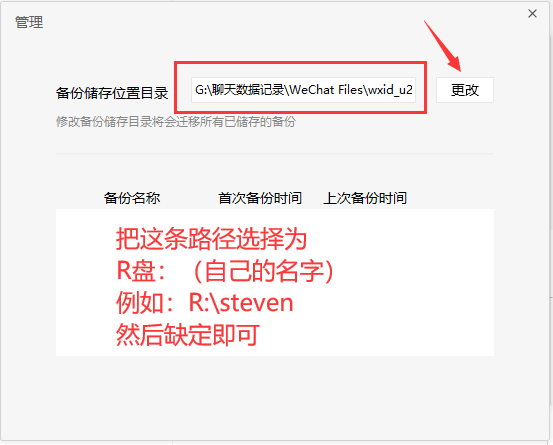 管理
备份储存位置目录 G:\聊天数据记录\WeChat Files\wxid_u2 更改
修改备份储存目录将会迁移所有已储存的备份
备份名称 首次备份时间 上次备份时间
把这条路径选择为
R盘：（自己的名字）
例如：R:\steven
然后缺定即可